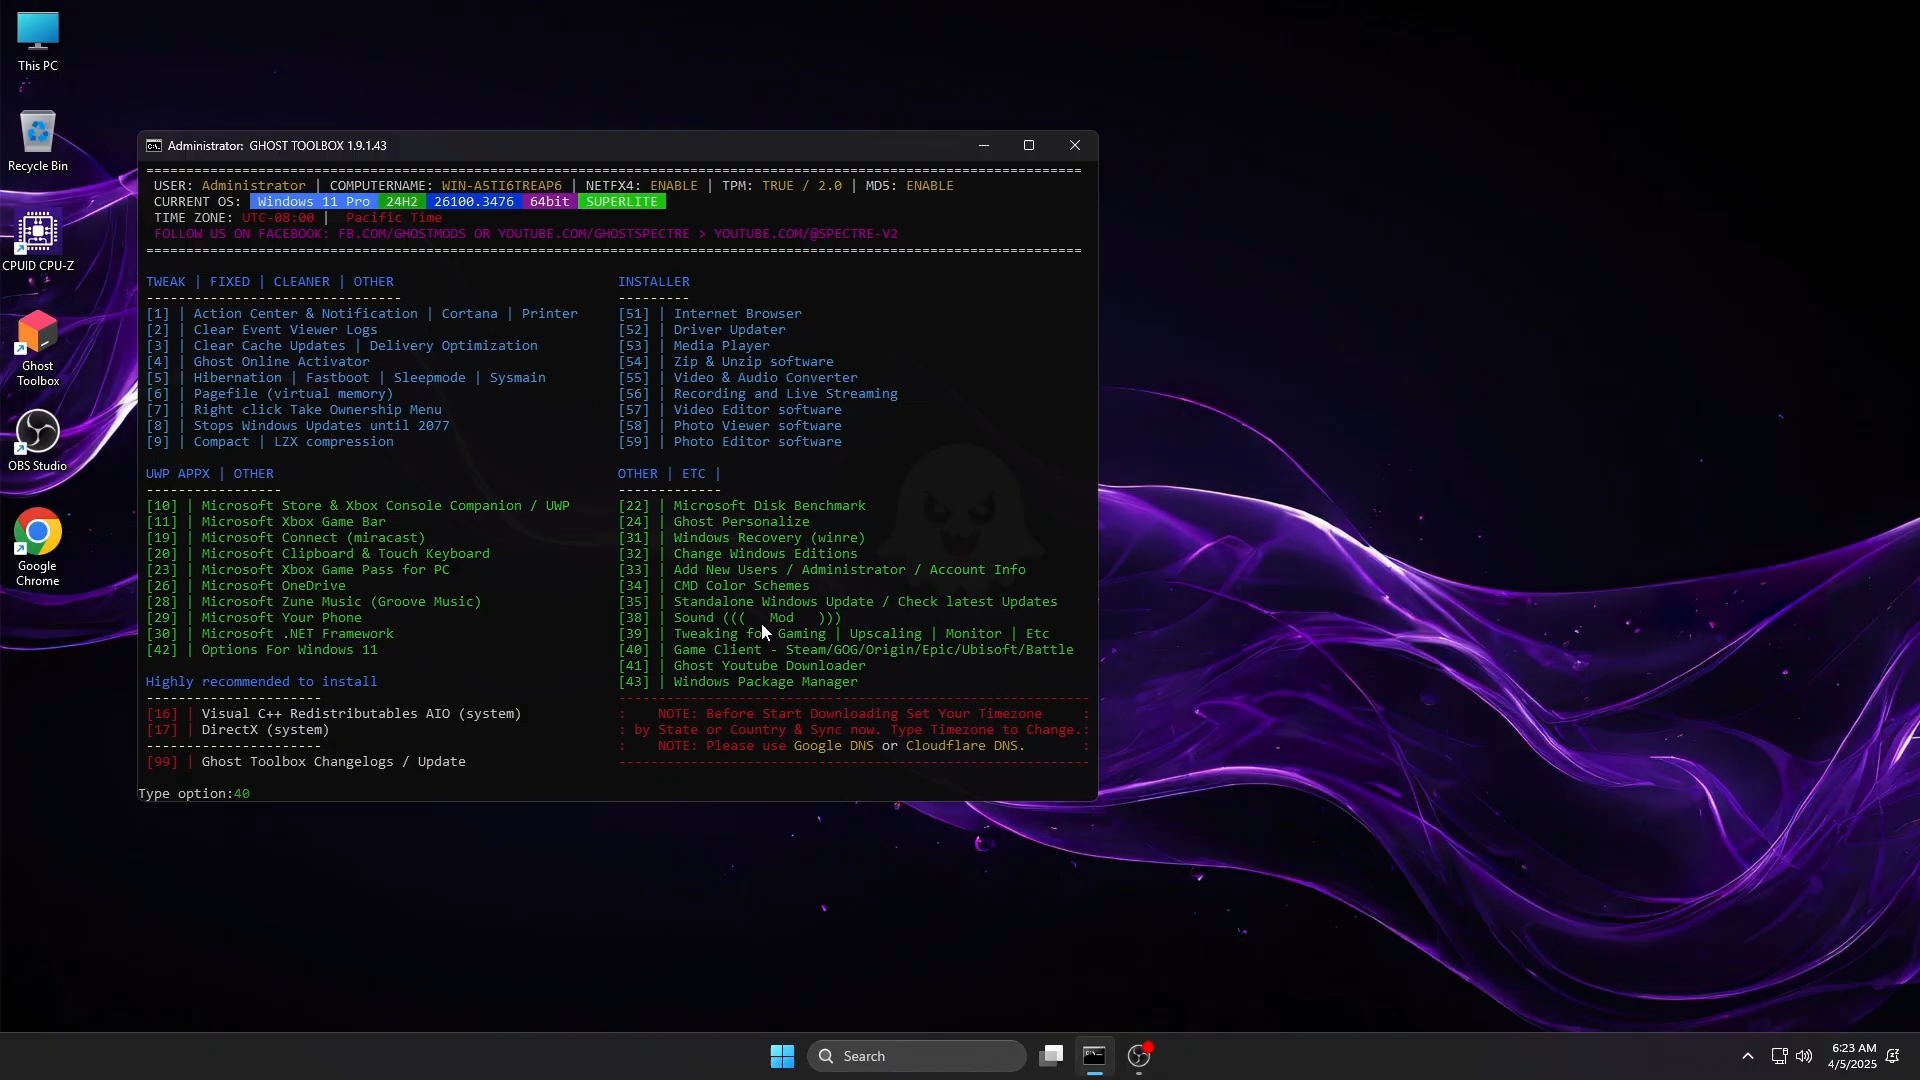 This PC
Recycle Bin
CPUID CPU-Z
Ghost
Toolbox
OBS Studio
Google
Chrome
Administrator: GHOST TOOLBOX 1.9.1.43
USER: Administrator | COMPUTERNAME: WIN-A5TI6TREAP6 | NETFX4: ENABLE | TPM: TRUE / 2.0 | MD5: ENABLE
CURRENT OS: Windows 11 Pro 24H2 26100.3476 64bit SUPERLITE
TIME ZONE: UTC-08:00 | Pacific Time
FOLLOW US ON FACEBOOK: FB.COM/GHOSTMODS OR YOUTUBE.COM/GHOSTSPECTRE > YOUTUBE.COM/@SPECTRE-V2
TWEAK | FIXED | CLEANER | OTHER
[1] | Action Center & Notification | Cortana | Printer
[2] | Clear Event Viewer Logs
[3] | Clear Cache Updates | Delivery Optimization
[4] | Ghost Online Activator
[5] | Hibernation | Fastboot | Sleepmode | Sysmain
[6] | Pagefile (virtual memory)
[7] | Right click Take Ownership Menu
[8] | Stops Windows Updates until 2077
[9] | Compact | LZX compression
INSTALLER
[51] | Internet Browser
[52] | Driver Updater
[53] | Media Player
[54] | Zip & Unzip software
[55] | Video & Audio Converter
[56] | Recording and Live Streaming
[57] | Video Editor software
[58] | Photo Viewer software
[59] | Photo Editor software
UWP APPX | OTHER
[10] | Microsoft Store & Xbox Console Companion / UWP
[11] | Microsoft Xbox Game Bar
[19] | Microsoft Connect (miracast)
[20] | Microsoft Clipboard & Touch Keyboard
[23] | Microsoft Xbox Game Pass for PC
[26] | Microsoft OneDrive
[28] | Microsoft Zune Music (Groove Music)
[29] | Microsoft Your Phone
[30] | Microsoft .NET Framework
[42] | Options For Windows 11
OTHER | ETC |
[22] | Microsoft Disk Benchmark
[24] | Ghost Personalize
[31] | Windows Recovery (winre)
[32] | Change Windows Editions
[33] | Add New Users / Administrator / Account Info
[34] | CMD Color Schemes
[35] | Standalone Windows Update / Check latest Updates
[38] | Sound ((( Mod )))
[39] | Tweaking for Gaming | Upscaling | Monitor | Etc
[40] | Game Client - Steam/GOG/Origin/Epic/Ubisoft/Battle
[41] | Ghost Youtube Downloader
[43] | Windows Package Manager
Highly recommended to install
[16] | Visual C++ Redistributables AIO (system)
[17] | DirectX (system)
[99] | Ghost Toolbox Changelogs / Update
: NOTE: Before Start Downloading Set Your Timezone :
: by State or Country & Sync now. Type Timezone to Change.:
: NOTE: Please use Google DNS or Cloudflare DNS. :
Type option:40
Search
6:23 AM
4/5/2025